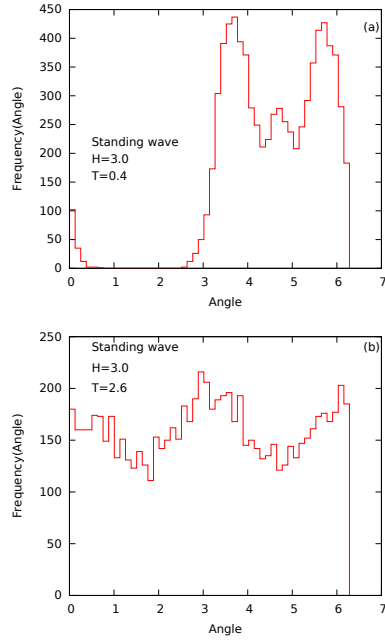 450
(a)
400
350
300
250
Frequency(Angle)
Standing wave
200
H=3.0
T=0.4
150
100
50
0
0 1 2 3 4 5 6 7
Angle
250
Standing wave
(b)
H=3.0
200
T=2.6
150
Frequency(Angle)
100
50
0
0 1 2 3 4 5 6 7
Angle